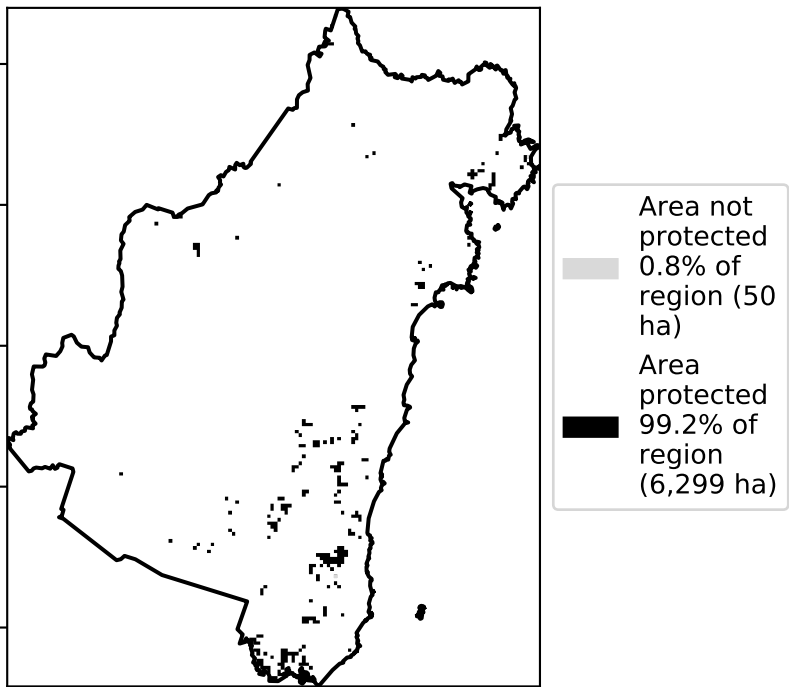 Area not
protected
0.8% of
region (50
ha)
Area
protected
99.2% of
region
(6,299 ha)